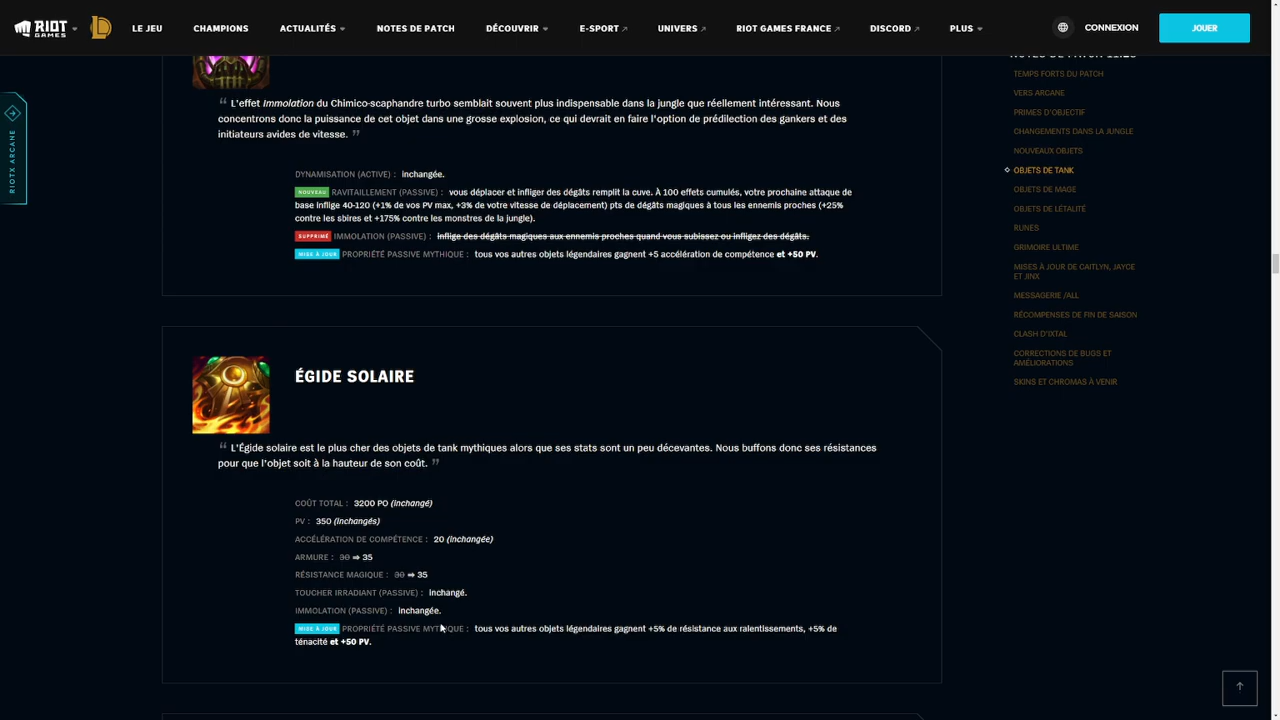 RIOT GAMES
LE JEU
CHAMPIONS
ACTUALITÉS
NOTES DE PATCH
DÉCOUVRIR
E-SPORT
UNIVERS
RIOT GAMES FRANCE
DISCORD
PLUS
CONNEXION
JOUER
RIOTX ARCANE
“ L'effet Immolation du Chimico-scaphandre turbo semblait souvent plus indispensable dans la jungle que réellement intéressant. Nous
concentrons donc la puissance de cet objet dans une grosse explosion, ce qui devrait en faire l'option de prédilection des gankers et des
initiateurs avides de vitesse. ”
DYNAMISATION (ACTIVE) : inchangée.
NOUVEAU RAVITAILLEMENT (PASSIVE) : vous déplacer et infliger des dégâts remplit la cuve. À 100 effets cumulés, votre prochaine attaque de
base inflige 40-120 (+1% de vos PV max, +3% de votre vitesse de déplacement) pts de dégâts magiques à tous les ennemis proches (+25%
contre les sbires et +175% contre les monstres de la jungle).
SUPPRIMÉ IMMOLATION (PASSIVE) : inflige des dégâts magiques aux ennemis proches quand vous subissez ou infligez des dégâts.
MISE À JOUR PROPRIÉTÉ PASSIVE MYTHIQUE : tous vos autres objets légendaires gagnent +5 accélération de compétence et +50 PV.
ÉGIDE SOLAIRE
“ L'Égide solaire est le plus cher des objets de tank mythiques alors que ses stats sont un peu décevantes. Nous buffons donc ses résistances
pour que l'objet soit à la hauteur de son coût. ”
COÛT TOTAL : 3200 PO (inchangé)
PV : 350 (inchangés)
ACCÉLÉRATION DE COMPÉTENCE : 20 (inchangée)
ARMURE : 30 ⇒ 35
RÉSISTANCE MAGIQUE : 30 ⇒ 35
TOUCHER IRRADIANT (PASSIVE) : inchangé.
IMMOLATION (PASSIVE) : inchangée.
MISE À JOUR PROPRIÉTÉ PASSIVE MYTHIQUE : tous vos autres objets légendaires gagnent +5% de résistance aux ralentissements, +5% de
ténacité et +50 PV.
TEMPS FORTS DU PATCH
VERS ARCANE
PRIMES D'OBJECTIF
CHANGEMENTS DANS LA JUNGLE
NOUVEAUX OBJETS
OBJETS DE TANK
OBJETS DE MAGE
OBJETS DE LÉTALITÉ
RUNES
GRIMOIRE ULTIME
MISES À JOUR DE CAITLYN, JAYCE
ET JINX
MESSAGERIE /ALL
RÉCOMPENSES DE FIN DE SAISON
CLASH D'IXTAL
CORRECTIONS DE BUGS ET
AMÉLIORATIONS
SKINS ET CHROMAS À VENIR